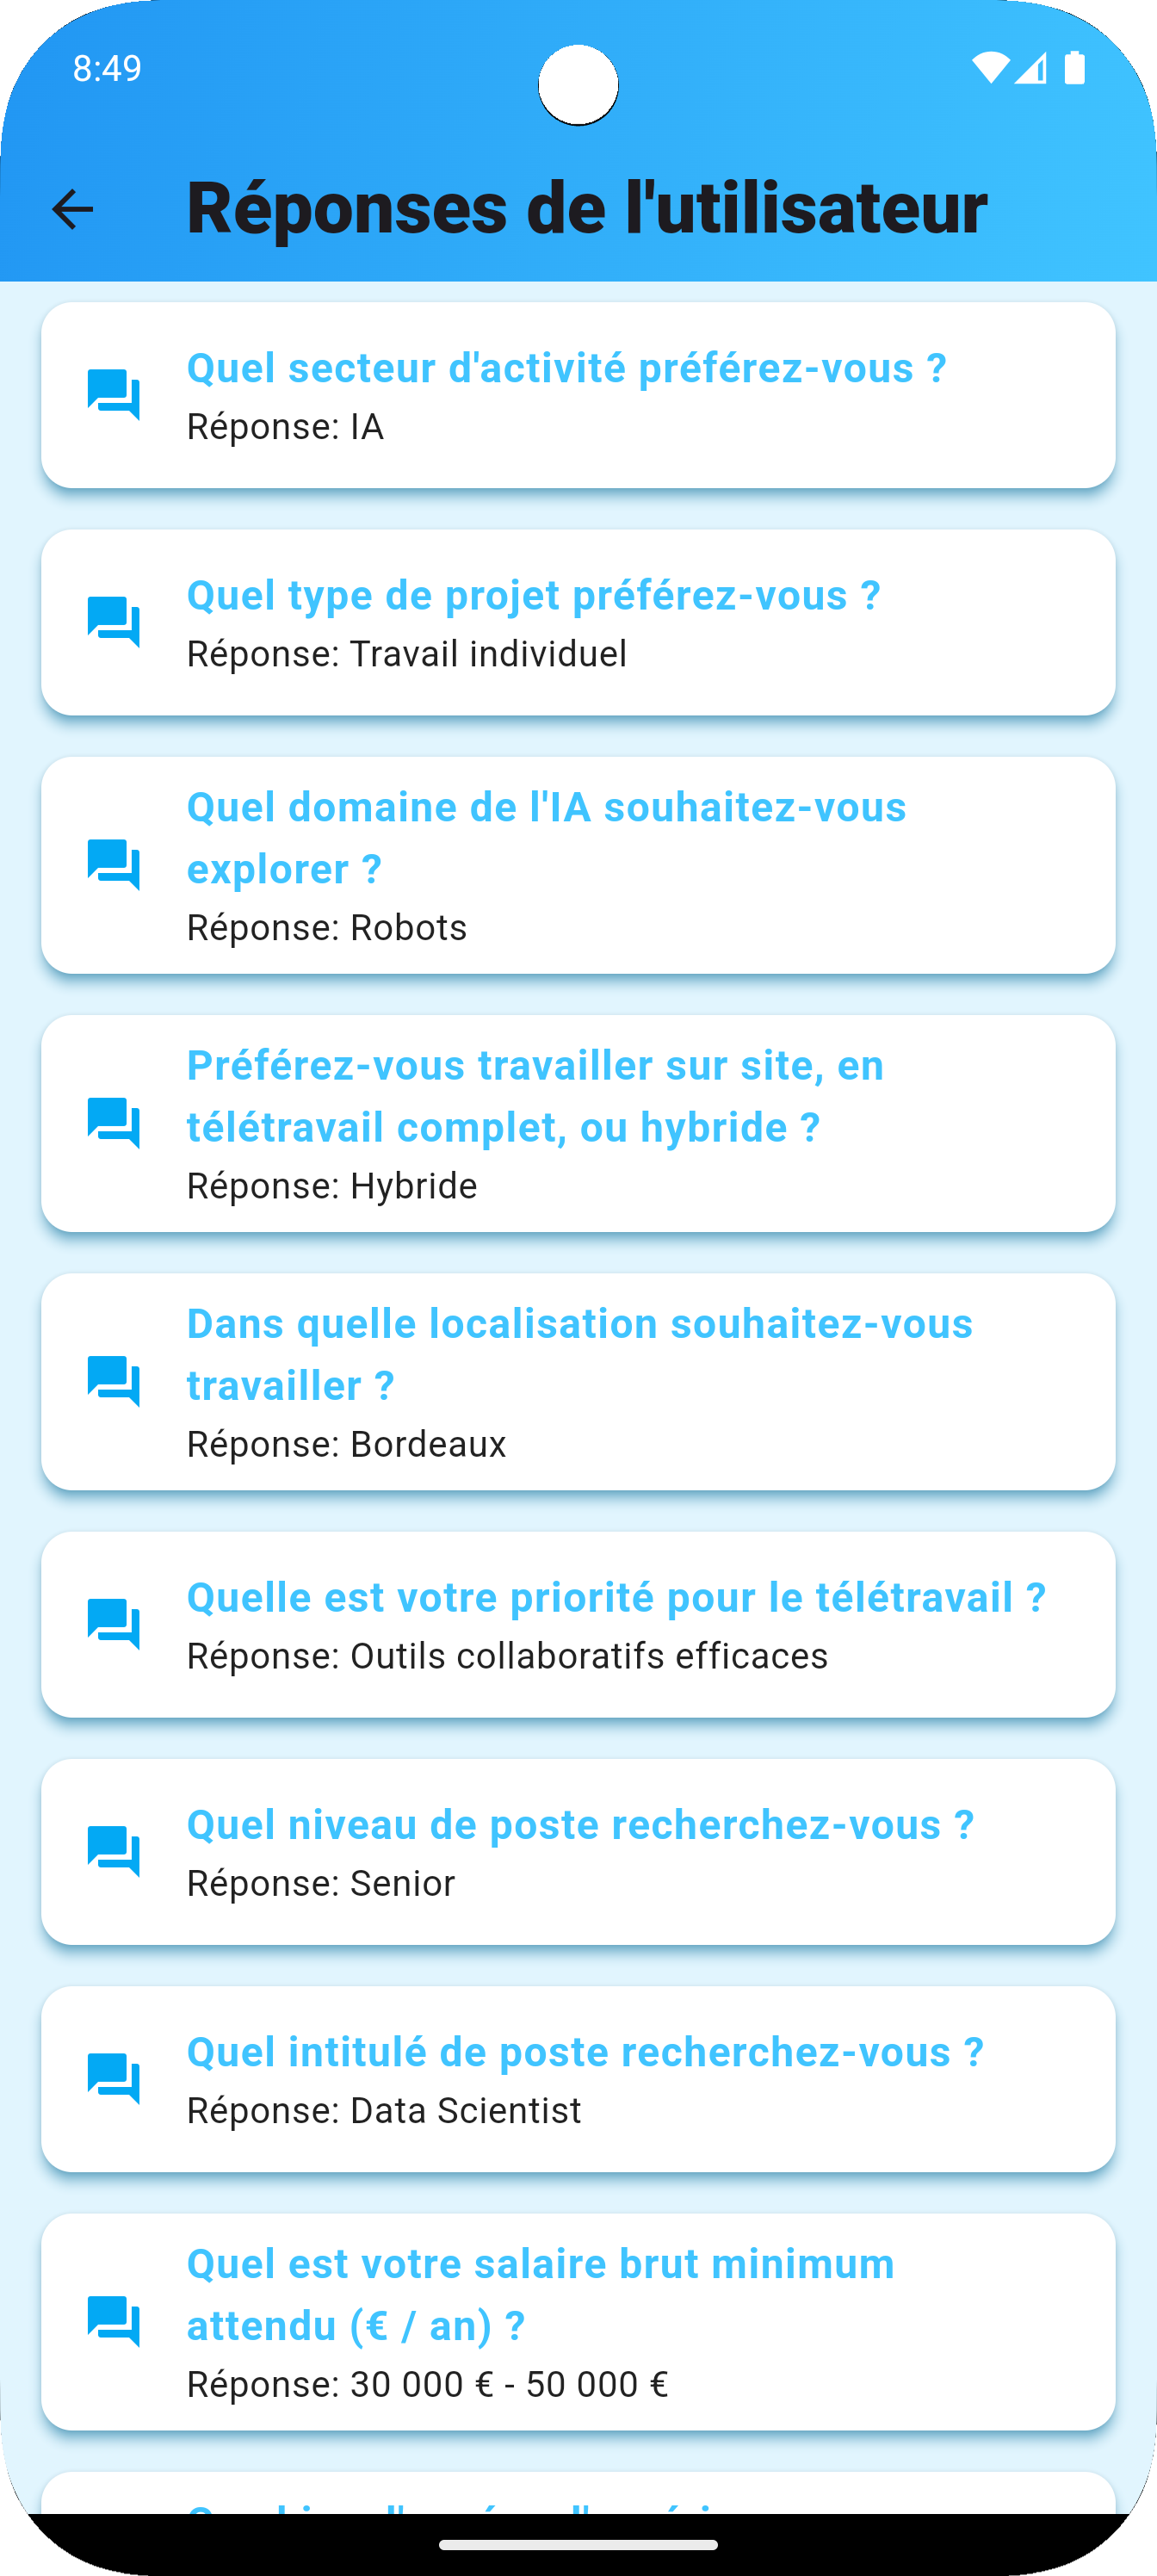 8:49
Réponses de l'utilisateur
Quel secteur d'activité préférez-vous ?
Réponse: IA
Quel type de projet préférez-vous ?
Réponse: Travail individuel
Quel domaine de l'IA souhaitez-vous
explorer ?
Réponse: Robots
Préférez-vous travailler sur site, en
télétravail complet, ou hybride ?
Réponse: Hybride
Dans quelle localisation souhaitez-vous
travailler ?
Réponse: Bordeaux
Quelle est votre priorité pour le télétravail ?
Réponse: Outils collaboratifs efficaces
Quel niveau de poste recherchez-vous ?
Réponse: Senior
Quel intitulé de poste recherchez-vous ?
Réponse: Data Scientist
Quel est votre salaire brut minimum
attendu (€ / an) ?
Réponse: 30 000 € - 50 000 €